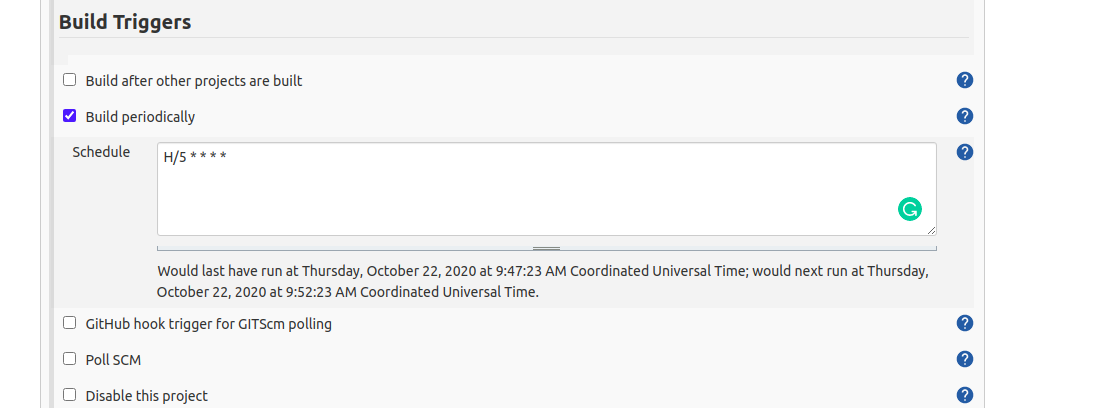 Build Triggers
Build after other projects are built
Build periodically
Schedule
H/5 * * * *
Would last have run at Thursday, October 22, 2020 at 9:47:23 AM Coordinated Universal Time; would next run at Thursday,
October 22, 2020 at 9:52:23 AM Coordinated Universal Time.
GitHub hook trigger for GITScm polling
Poll SCM
Disable this project